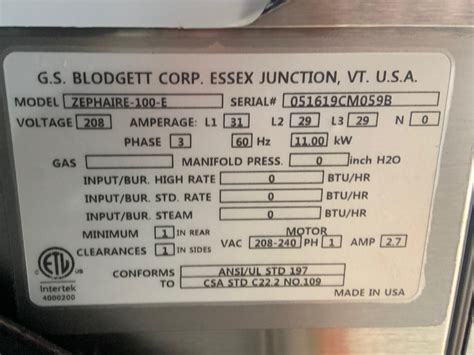 G.S. BLODGETT CORP. ESSEX JUNCTION, VT. U.S.A.
MODEL ZEPHAIRE-100-E SERIAL# 051619CM059B
VOLTAGE 208 AMPERAGE: L1 31 L2 29 L3 29 N 0
PHASE 3 60 Hz 11.00 kW
GAS MANIFOLD PRESS. 0 inch H2O
INPUT/BUR. HIGH RATE 0 BTU/HR
INPUT/BUR. STD. RATE 0 BTU/HR
INPUT/BUR. STEAM 0 BTU/HR
MINIMUM 1 IN REAR MOTOR
CLEARANCES 1 IN SIDES VAC 208-240 PH 1 AMP 2.7
ETL
CM US
Intertek
4000200
CONFORMS ANSI/UL STD 197
TO CSA STD C22.2 NO.109
MADE IN USA